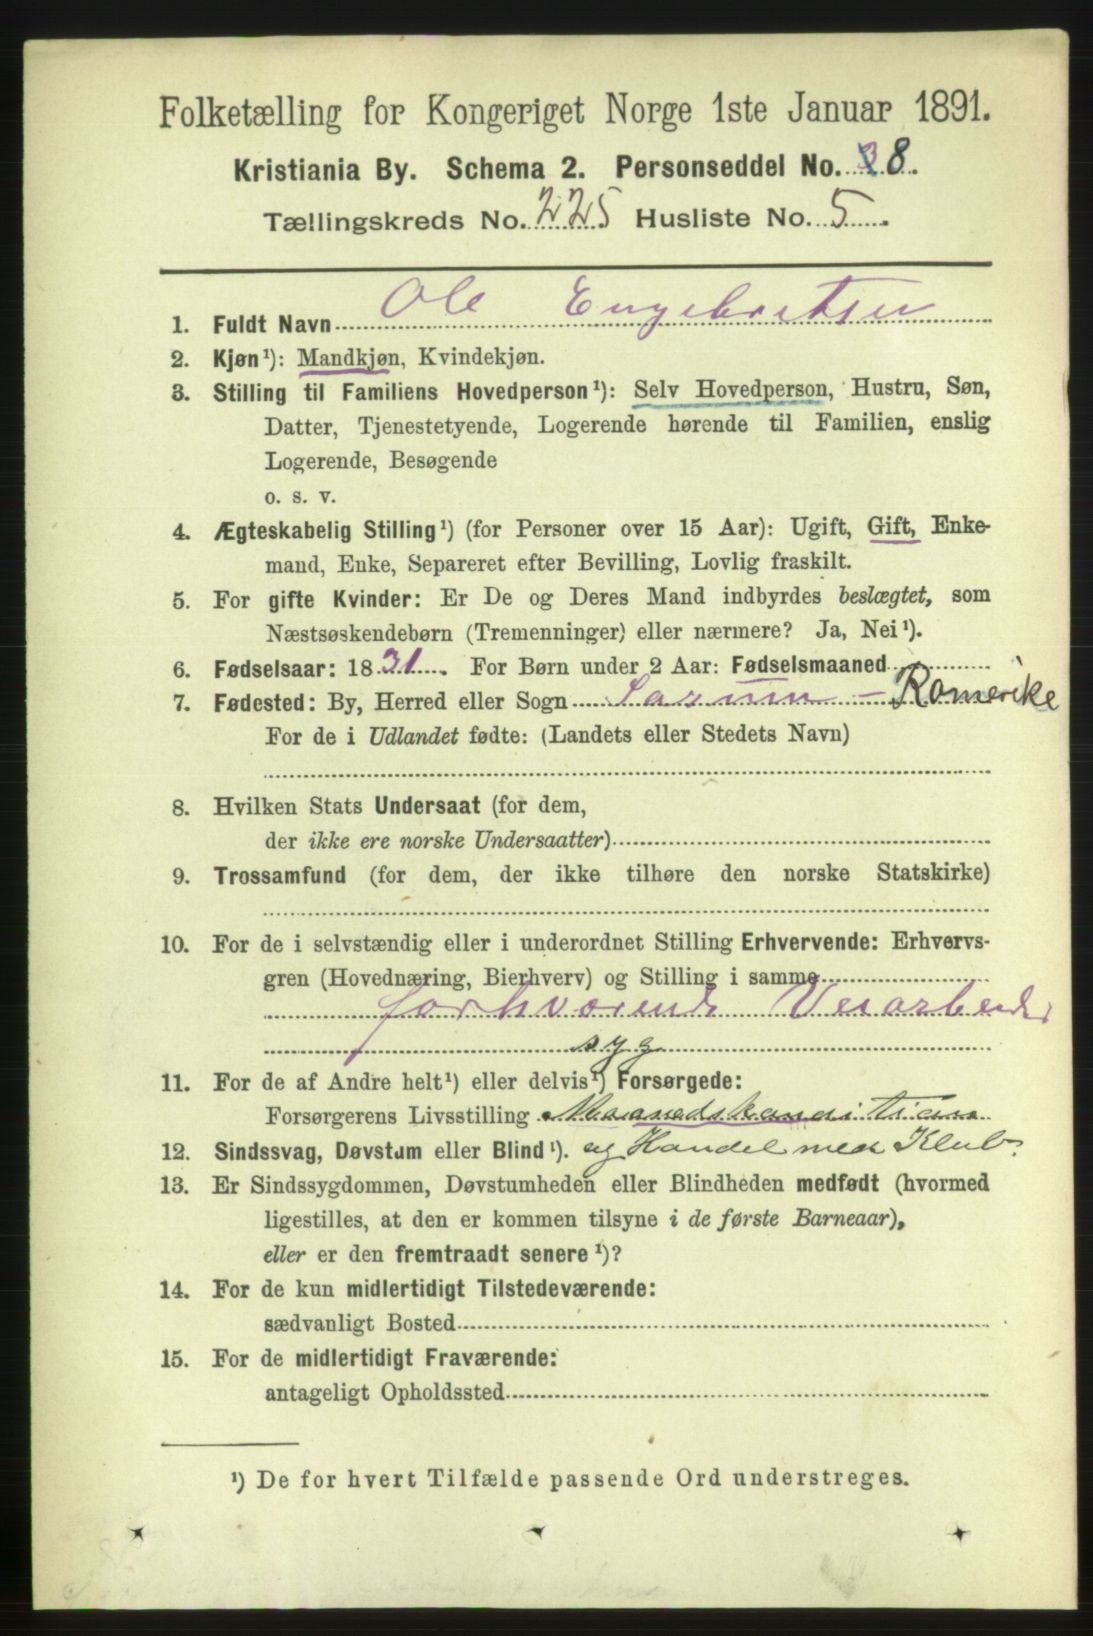 Folketælling for Kongeriget Norge 1ste Januar 1891.
Kristiania By. Schema 2. Personseddel No. 8.
Tællingskreds No. 225 Husliste No. 5.
1. Fuldt Navn Ole Engebretsen
2. Kjøn¹): Mandkjøn, Kvindekjøn.
3. Stilling til Familiens Hovedperson¹): Selv Hovedperson, Hustru, Søn,
Datter, Tjenestetyende, Logerende hørende til Familien, enslig
Logerende, Besøgende
o. s. v.
4. Ægteskabelig Stilling¹) (for Personer over 15 Aar): Ugift, Gift, Enke-
mand, Enke, Separeret efter Bevilling, Lovlig fraskilt.
5. For gifte Kvinder: Er De og Deres Mand indbyrdes beslægtet, som
Næstsøskendebørn (Tremenninger) eller nærmere? Ja, Nei¹).
6. Fødselsaar: 1831. For Børn under 2 Aar: Fødselsmaaned
7. Fødested: By, Herred eller Sogn Sørum - Romerike
For de i Udlandet fødte: (Landets eller Stedets Navn)
8. Hvilken Stats Undersaat (for dem,
der ikke ere norske Undersaatter)
9. Trossamfund (for dem, der ikke tilhøre den norske Statskirke)
10. For de i selvstændig eller i underordnet Stilling Erhvervende: Erhvervs-
gren (Hovednæring, Bierhverv) og Stilling i samme
forhværende Veiarbeider
syg
11. For de af Andre helt¹) eller delvis¹) Forsørgede:
Forsørgerens Livsstilling Maanedskondition
12. Sindssvag, Døvstum eller Blind¹). og Handel med Klub
13. Er Sindssygdommen, Døvstumheden eller Blindheden medfødt (hvormed
ligestilles, at den er kommen tilsyne i de første Barneaar),
eller er den fremtraadt senere¹)?
14. For de kun midlertidigt Tilstedeværende:
sædvanligt Bosted
15. For de midlertidigt Fraværende:
antageligt Opholdssted
¹) De for hvert Tilfælde passende Ord understreges.